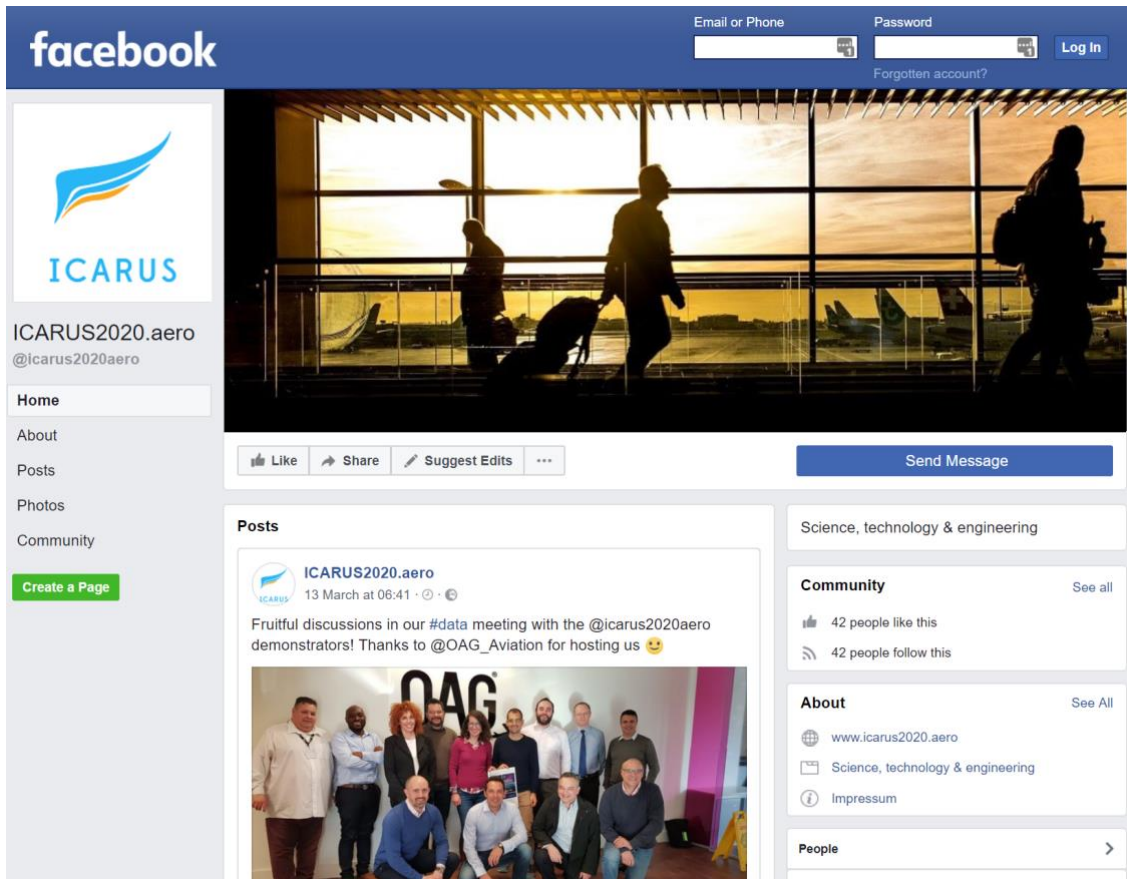 facebook
Email or Phone
Password
Log In
Forgotten account?
ICARUS
ICARUS2020.aero
@icarus2020aero
Home
About
Posts
Photos
Community
Create a Page
Like
Share
Suggest Edits
...
Send Message
Posts
ICARUS
ICARUS2020.aero
13 March at 06:41
Fruitful discussions in our #data meeting with the @icarus2020aero
demonstrators! Thanks to @OAG_Aviation for hosting us
OAG
Science, technology & engineering
Community
See all
42 people like this
42 people follow this
About
See All
www.icarus2020.aero
Science, technology & engineering
Impressum
People